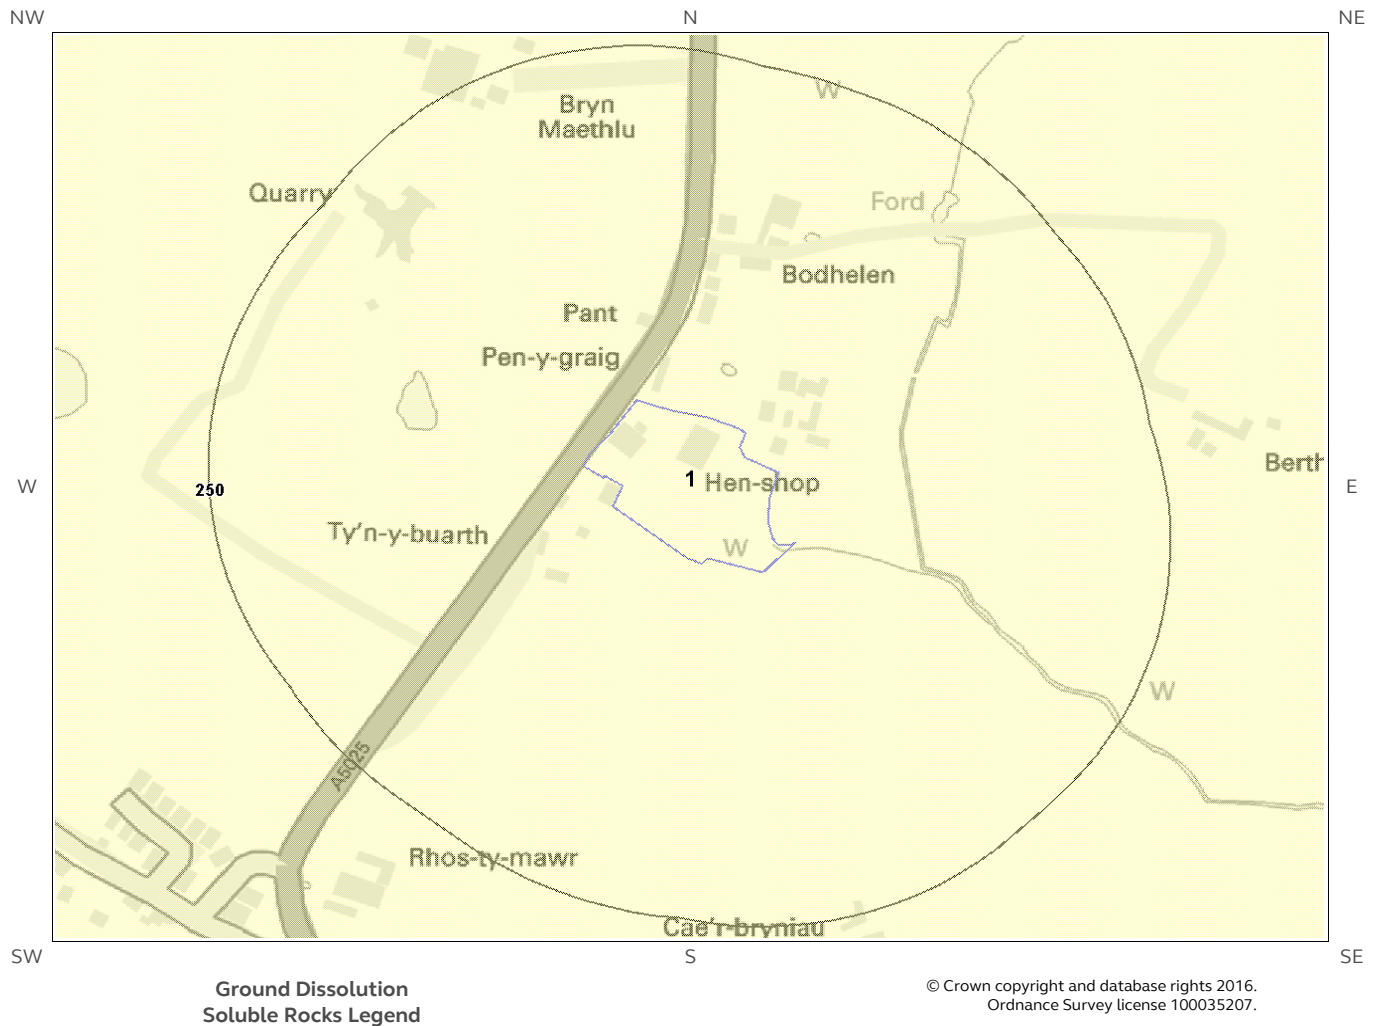 NW
N
NE
W
Bryn
Maethlu
Quarry
Ford
Bodhelen
Pant
Pen-y-graig
Berth
1
Hen-shop
W
250
E
Ty'n-y-buarth
W
W
A5025
Rhos-ty-mawr
Cae'r-bryniau
SW
S
SE
Ground Dissolution
Soluble Rocks Legend
© Crown copyright and database rights 2016.
Ordnance Survey license 100035207.